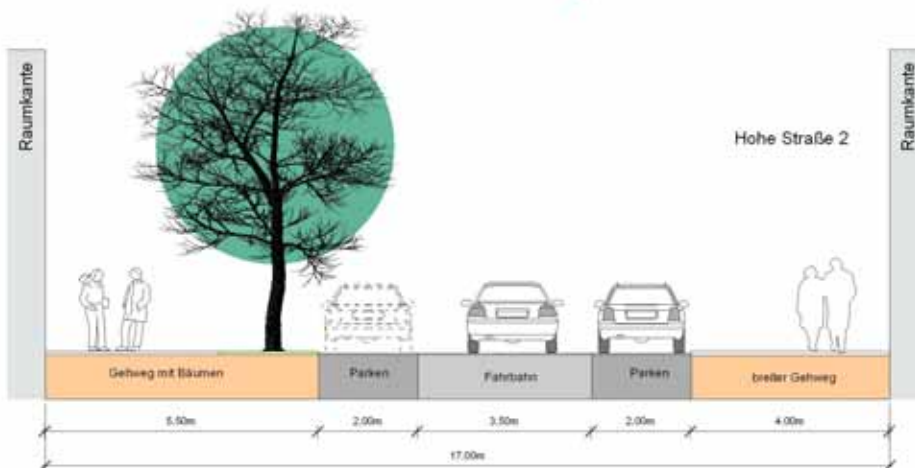 Raumkante
Hohe Straße 2
Raumkante
Gehweg mit Bäumen
Parken
Fahrbahn
Parken
breiter Gehweg
5.50m
2.00m
3.50m
2.00m
4.00m
17.00m